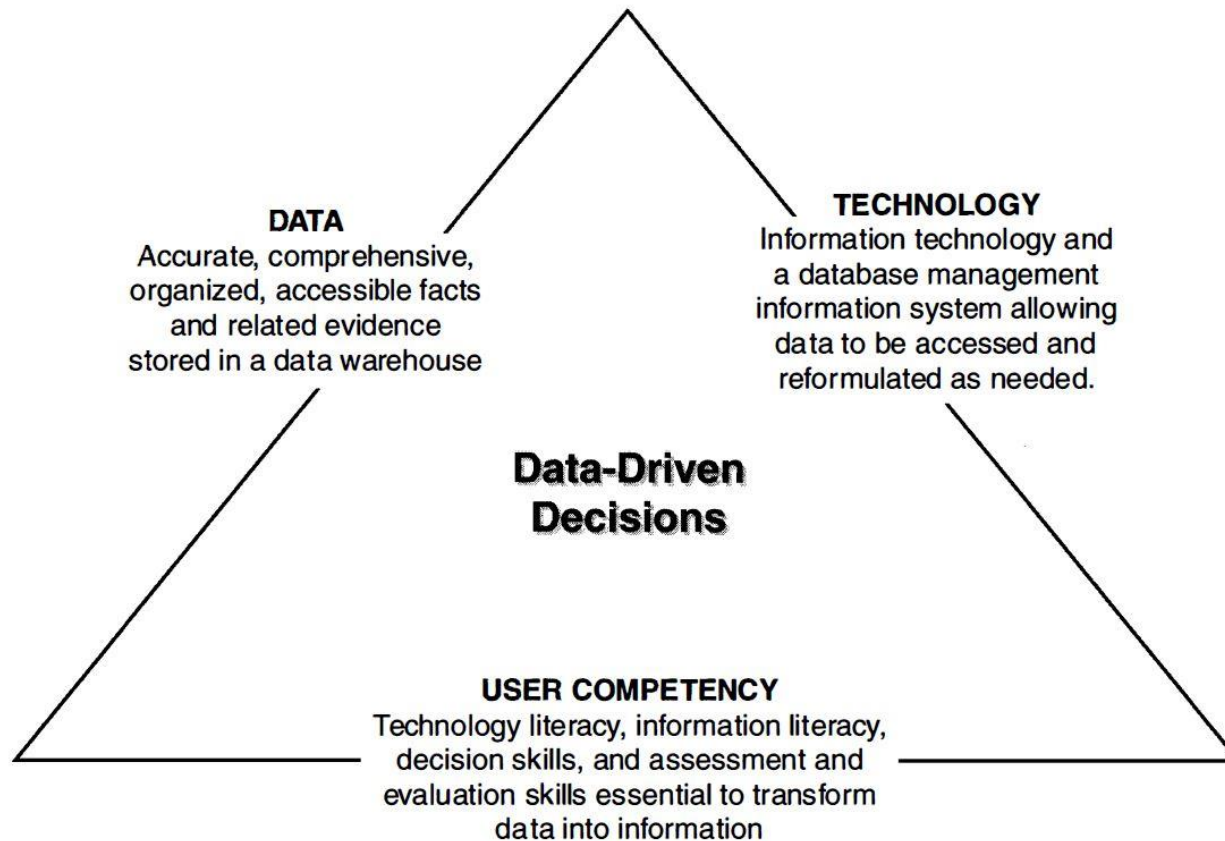 DATA
Accurate, comprehensive,
organized, accessible facts
and related evidence
stored in a data warehouse
TECHNOLOGY
Information technology and
a database management
information system allowing
data to be accessed and
reformulated as needed.
Data-Driven
Decisions
USER COMPETENCY
Technology literacy, information literacy,
decision skills, and assessment and
evaluation skills essential to transform
data into information